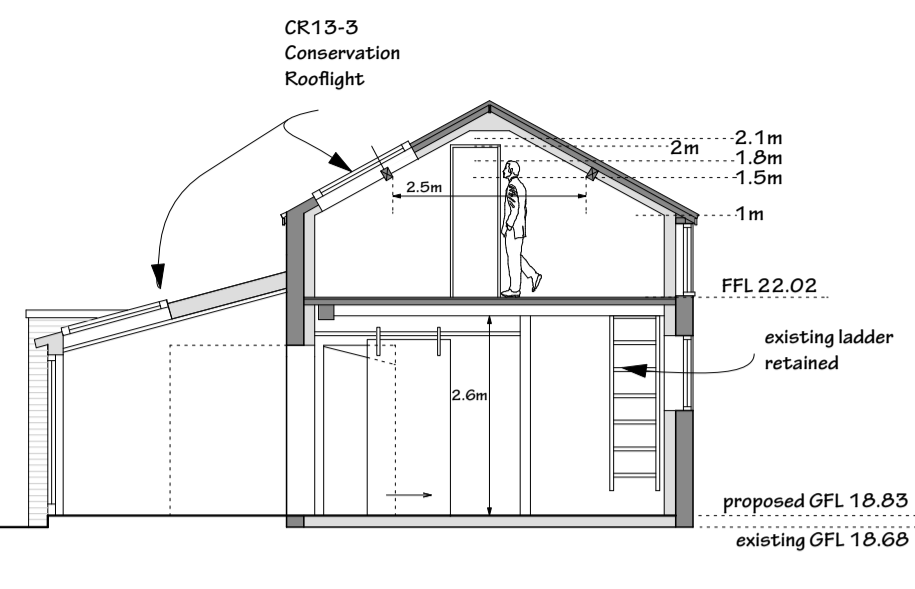 CR13-3
Conservation
Rooflight
2.1m
2m
1.8m
1.5m
2.5m
1m
FFL 22.02
existing ladder
retained
2.6m
proposed GFL 18.83
existing GFL 18.68